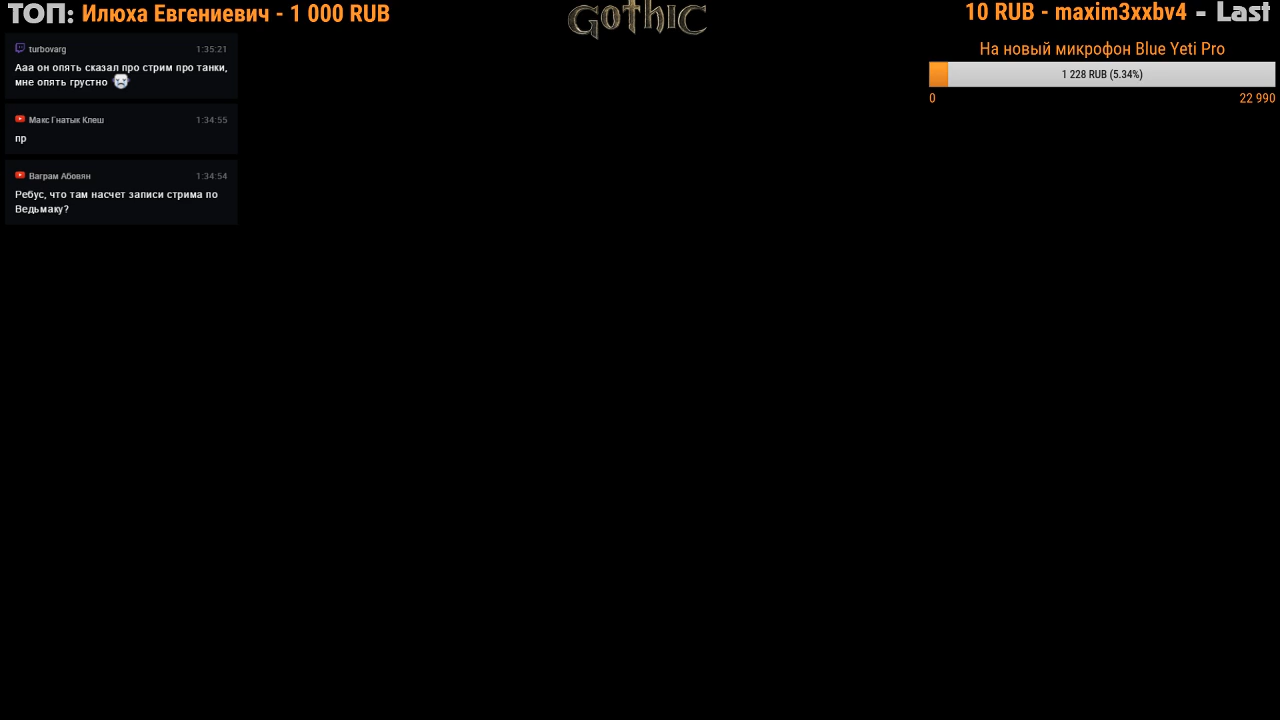 ТОП: Илюха Евгениевич - 1 000 RUB
GOTHIC
10 RUB - maxim3xxbv4 - Last
На новый микрофон Blue Yeti Pro
1 228 RUB (5.34%)
0
22 990
turbovarg 1:35:21
Ааа он опять сказал про стрим про танки,
мне опять грустно
Макс Гнатык Клеш 1:34:55
пр
Ваграм Абовян 1:34:54
Ребус, что там насчет записи стрима по
Ведьмаку?